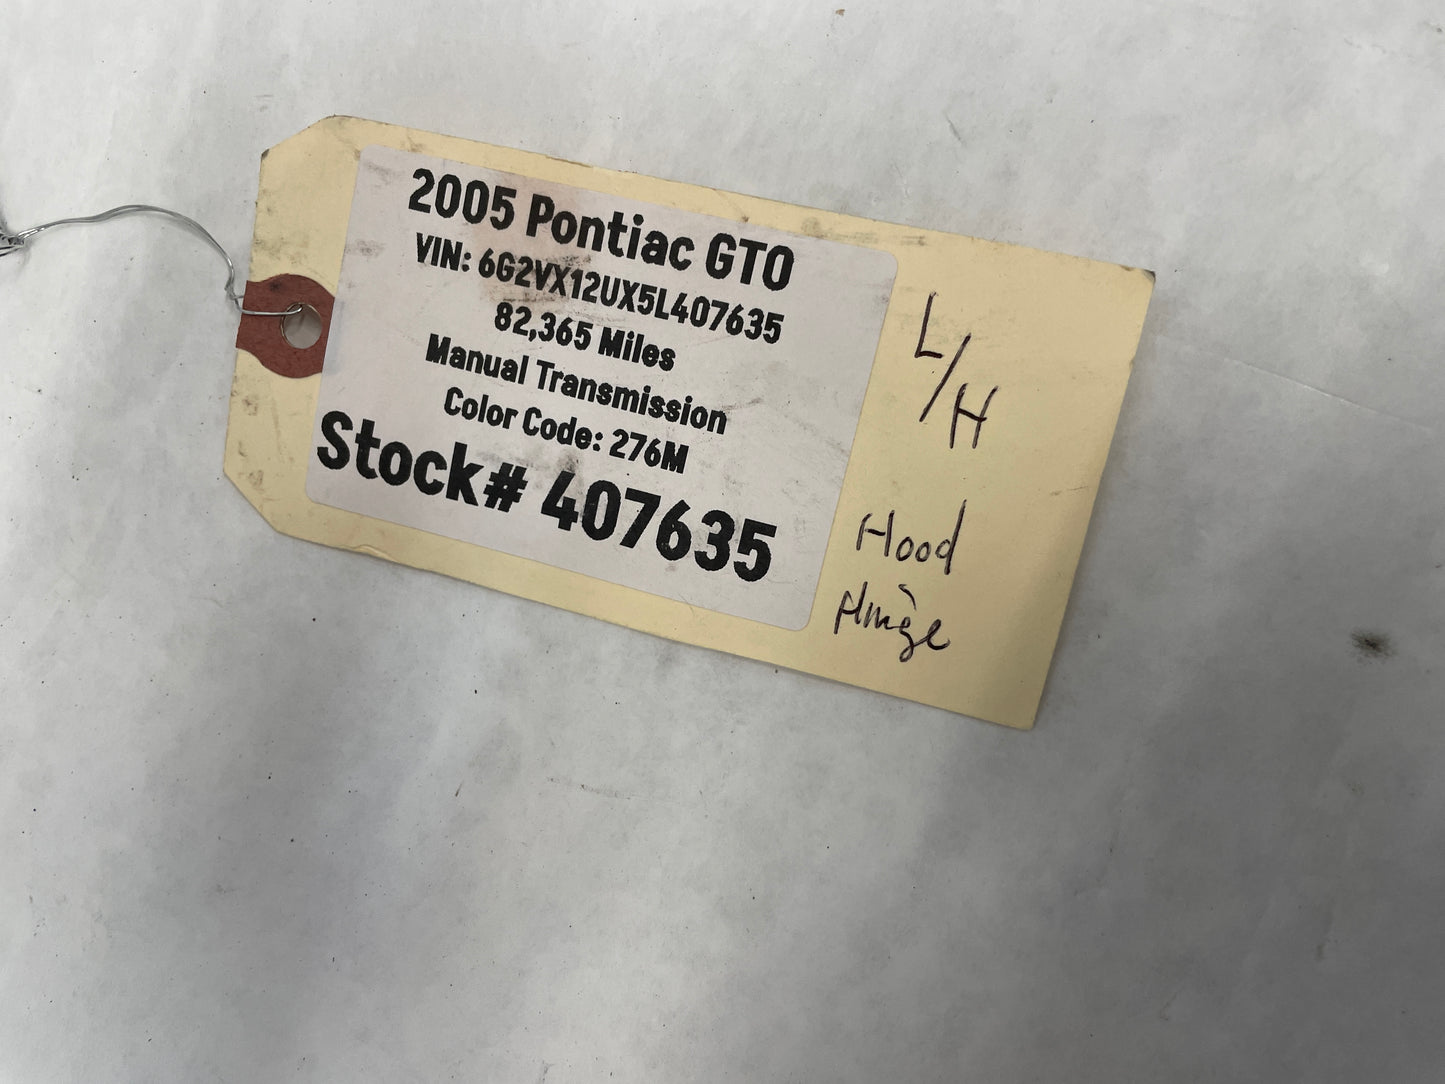 2005 Pontiac GTO
VIN: 6G2VX12UX5L407635
82,365 Miles
Manual Transmission
Color Code: 276M
Stock# 407635
L/H
Hood
Hinge